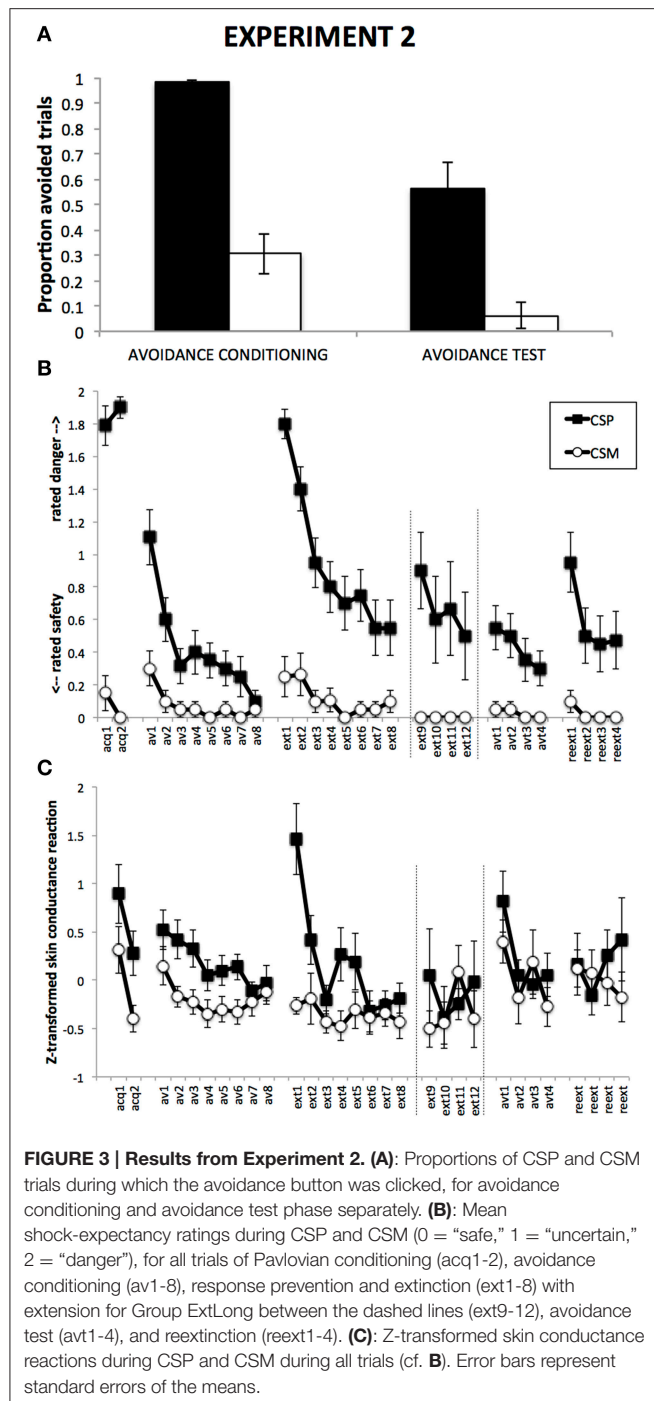 A
EXPERIMENT 2
Proportion avoided trials
1
0.9
0.8
0.7
0.6
0.5
0.4
0.3
0.2
0.1
0
AVOIDANCE CONDITIONING AVOIDANCE TEST
B
<-- rated safety rated danger -->
2
1.8
1.6
1.4
1.2
1
0.8
0.6
0.4
0.2
0
CSP
CSM
acq1 acq2 av1 av2 av3 av4 av5 av6 av7 av8 ext1 ext2 ext3 ext4 ext5 ext6 ext7 ext8 ext9 ext10 ext11 ext12 avt1 avt2 avt3 avt4 reext1 reext2 reext3 reext4
C
Z-transformed skin conductance reaction
2
1.5
1
0.5
0
-0.5
-1
acq1 acq2 av1 av2 av3 av4 av5 av6 av7 av8 ext1 ext2 ext3 ext4 ext5 ext6 ext7 ext8 ext9 ext10 ext11 ext12 avt1 avt2 avt3 avt4 reext reext reext reext
FIGURE 3 | Results from Experiment 2. (A): Proportions of CSP and CSM
trials during which the avoidance button was clicked, for avoidance
conditioning and avoidance test phase separately. (B): Mean
shock-expectancy ratings during CSP and CSM (0 = “safe,” 1 = “uncertain,”
2 = “danger”), for all trials of Pavlovian conditioning (acq1-2), avoidance
conditioning (av1-8), response prevention and extinction (ext1-8) with
extension for Group ExtLong between the dashed lines (ext9-12), avoidance
test (avt1-4), and reextinction (reext1-4). (C): Z-transformed skin conductance
reactions during CSP and CSM during all trials (cf. B). Error bars represent
standard errors of the means.